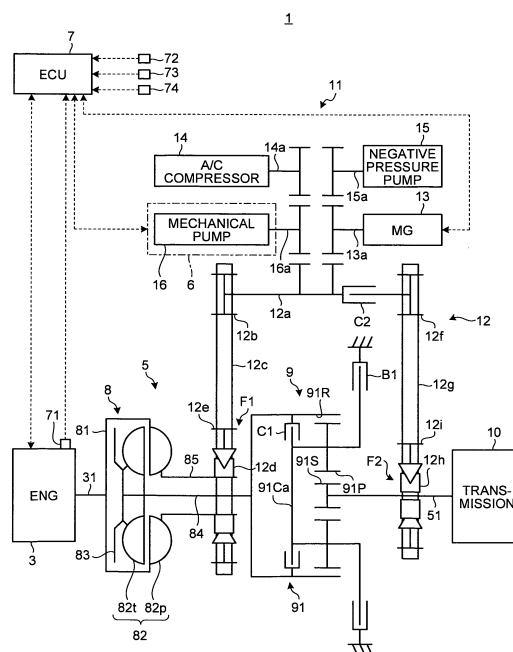 1
7
ECU
72
73
74
11
14
14a
A/C
COMPRESSOR
15
NEGATIVE
PRESSURE
PUMP
15a
13
MG
13a
MECHANICAL
PUMP
16
16a
6
12a
C2
12b
12c
12f
12
12g
B1
5
8
12e
F1
9
91R
12i
71
81
85
12d
C1
91S
91P
F2
12h
10
ENG
31
84
91Ca
51
TRANS-
MISSION
3
83
82t
82p
82
91